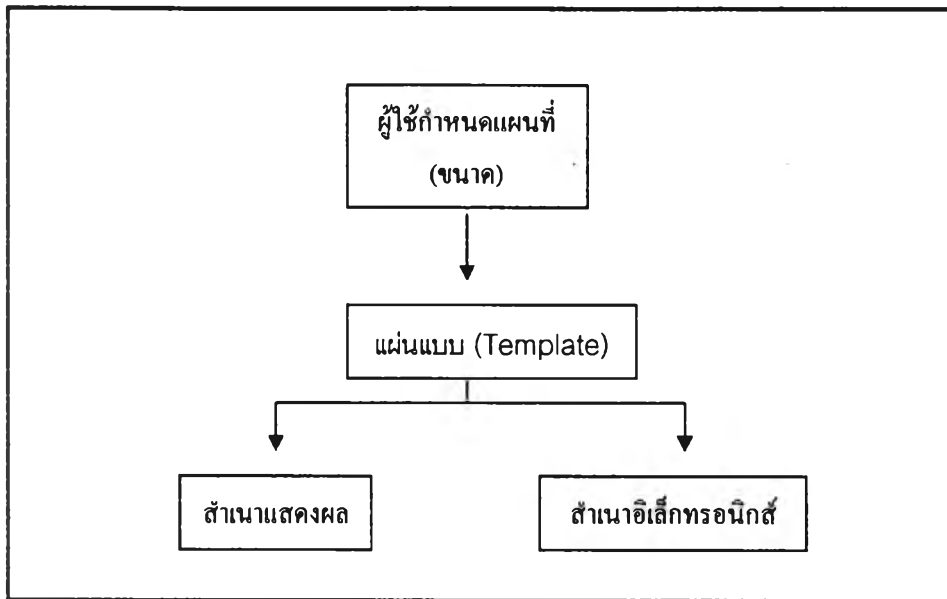 ผู้ใช้กำหนดแผนที่
(ขนาด)
แผ่นแบบ (Template)
สำเนาแสดงผล
สำเนาอิเล็กทรอนิกส์